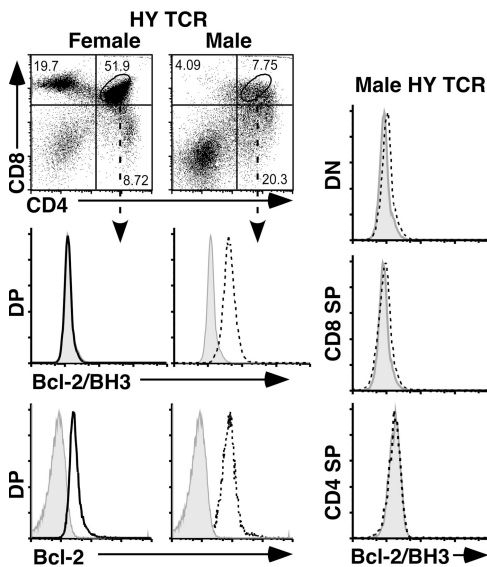 HY TCR
Female Male
19.7 51.9 4.09 7.75
8.72 20.3
CD8
CD4
DP
Bcl-2/BH3
DP
Bcl-2
Male HY TCR
DN
CD8 SP
CD4 SP
Bcl-2/BH3